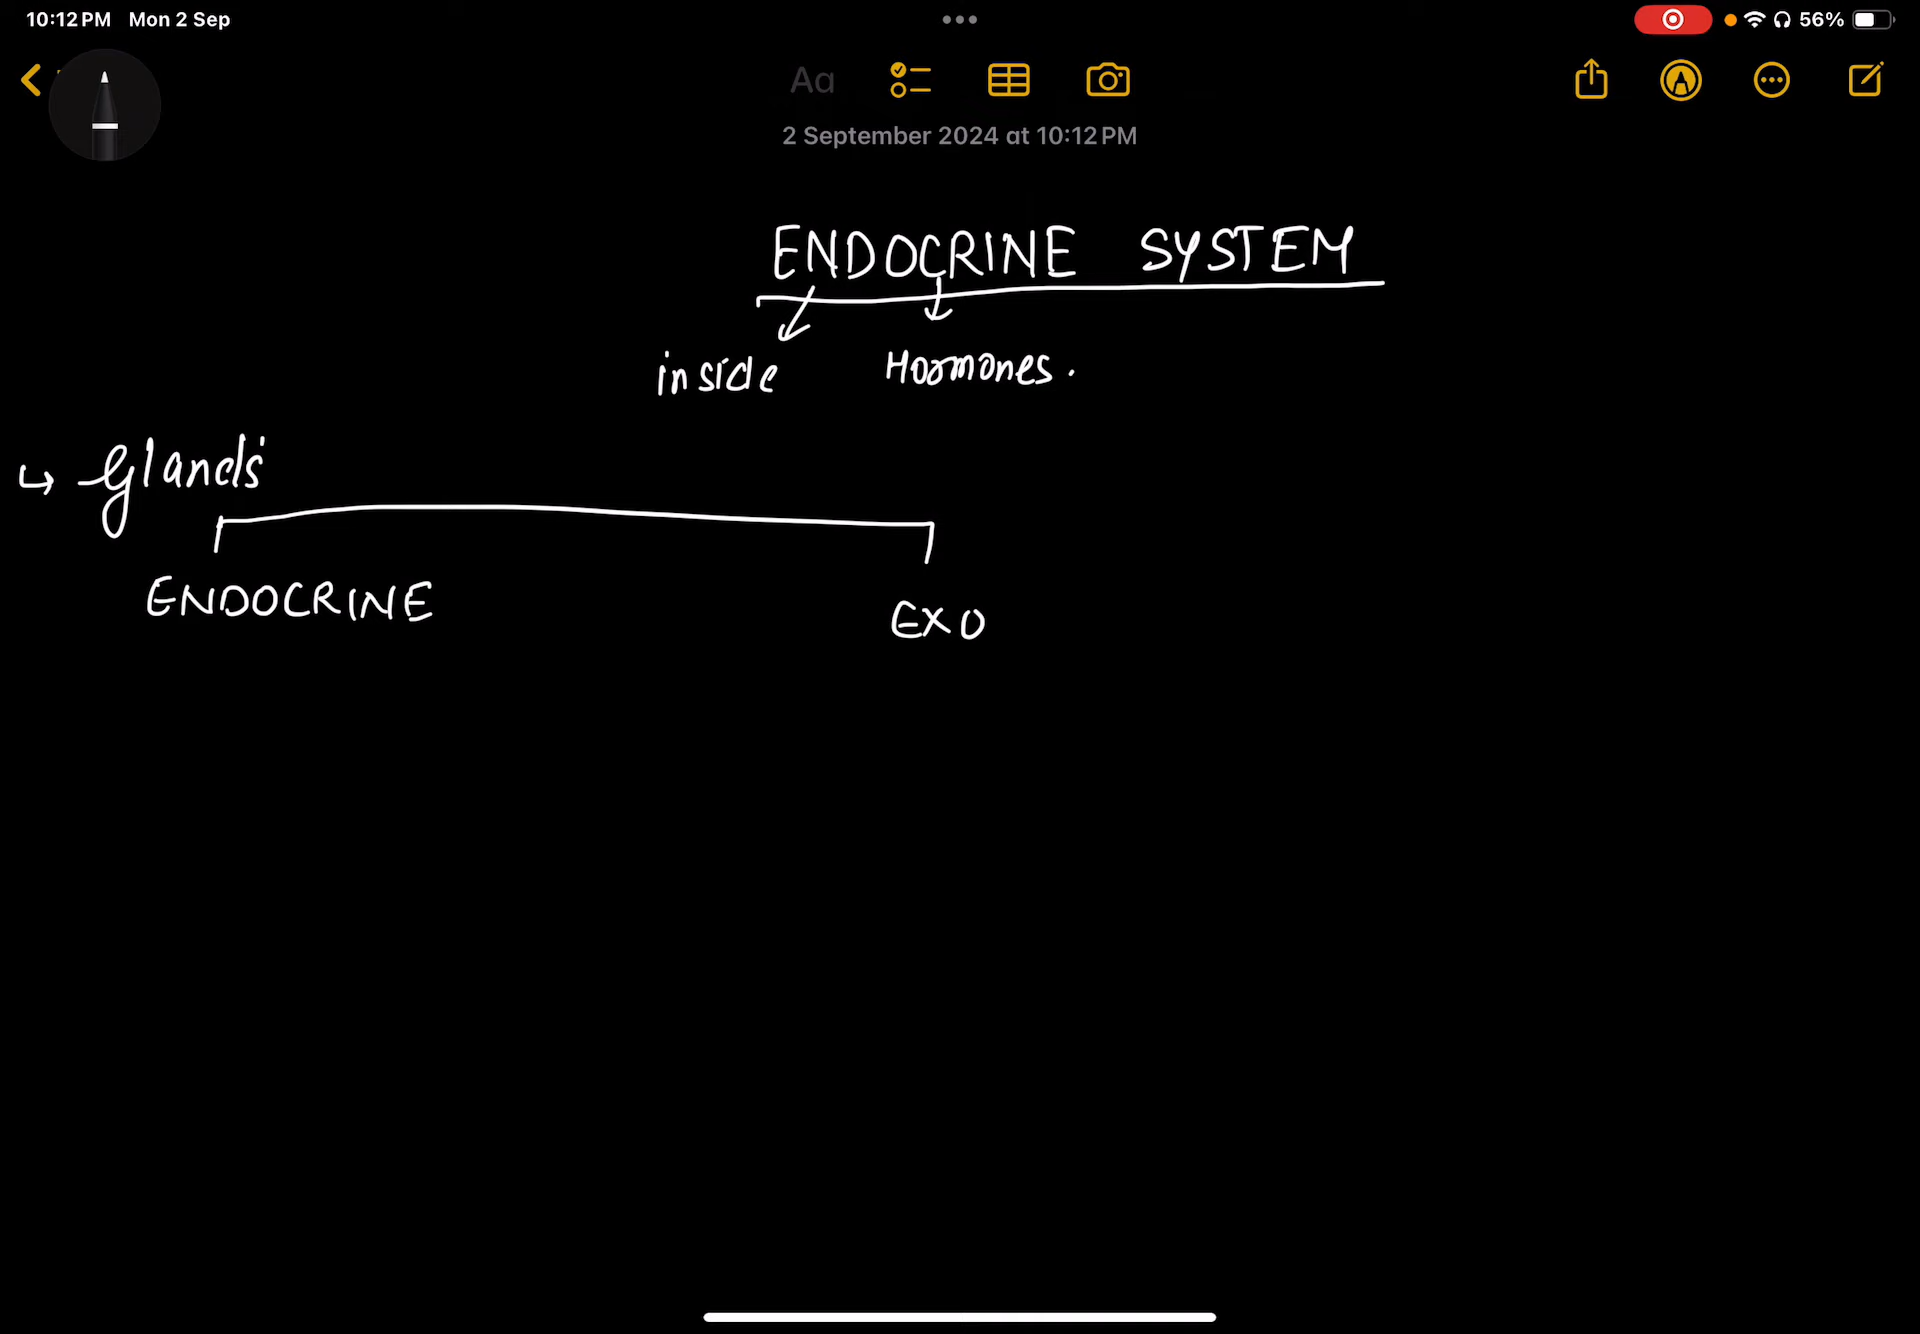 10:12 PM Mon 2 Sep 56%
Aa
2 September 2024 at 10:12 PM
ENDOCRINE SYSTEM
inside Hormones.
↳ Glands
ENDOCRINE EXO